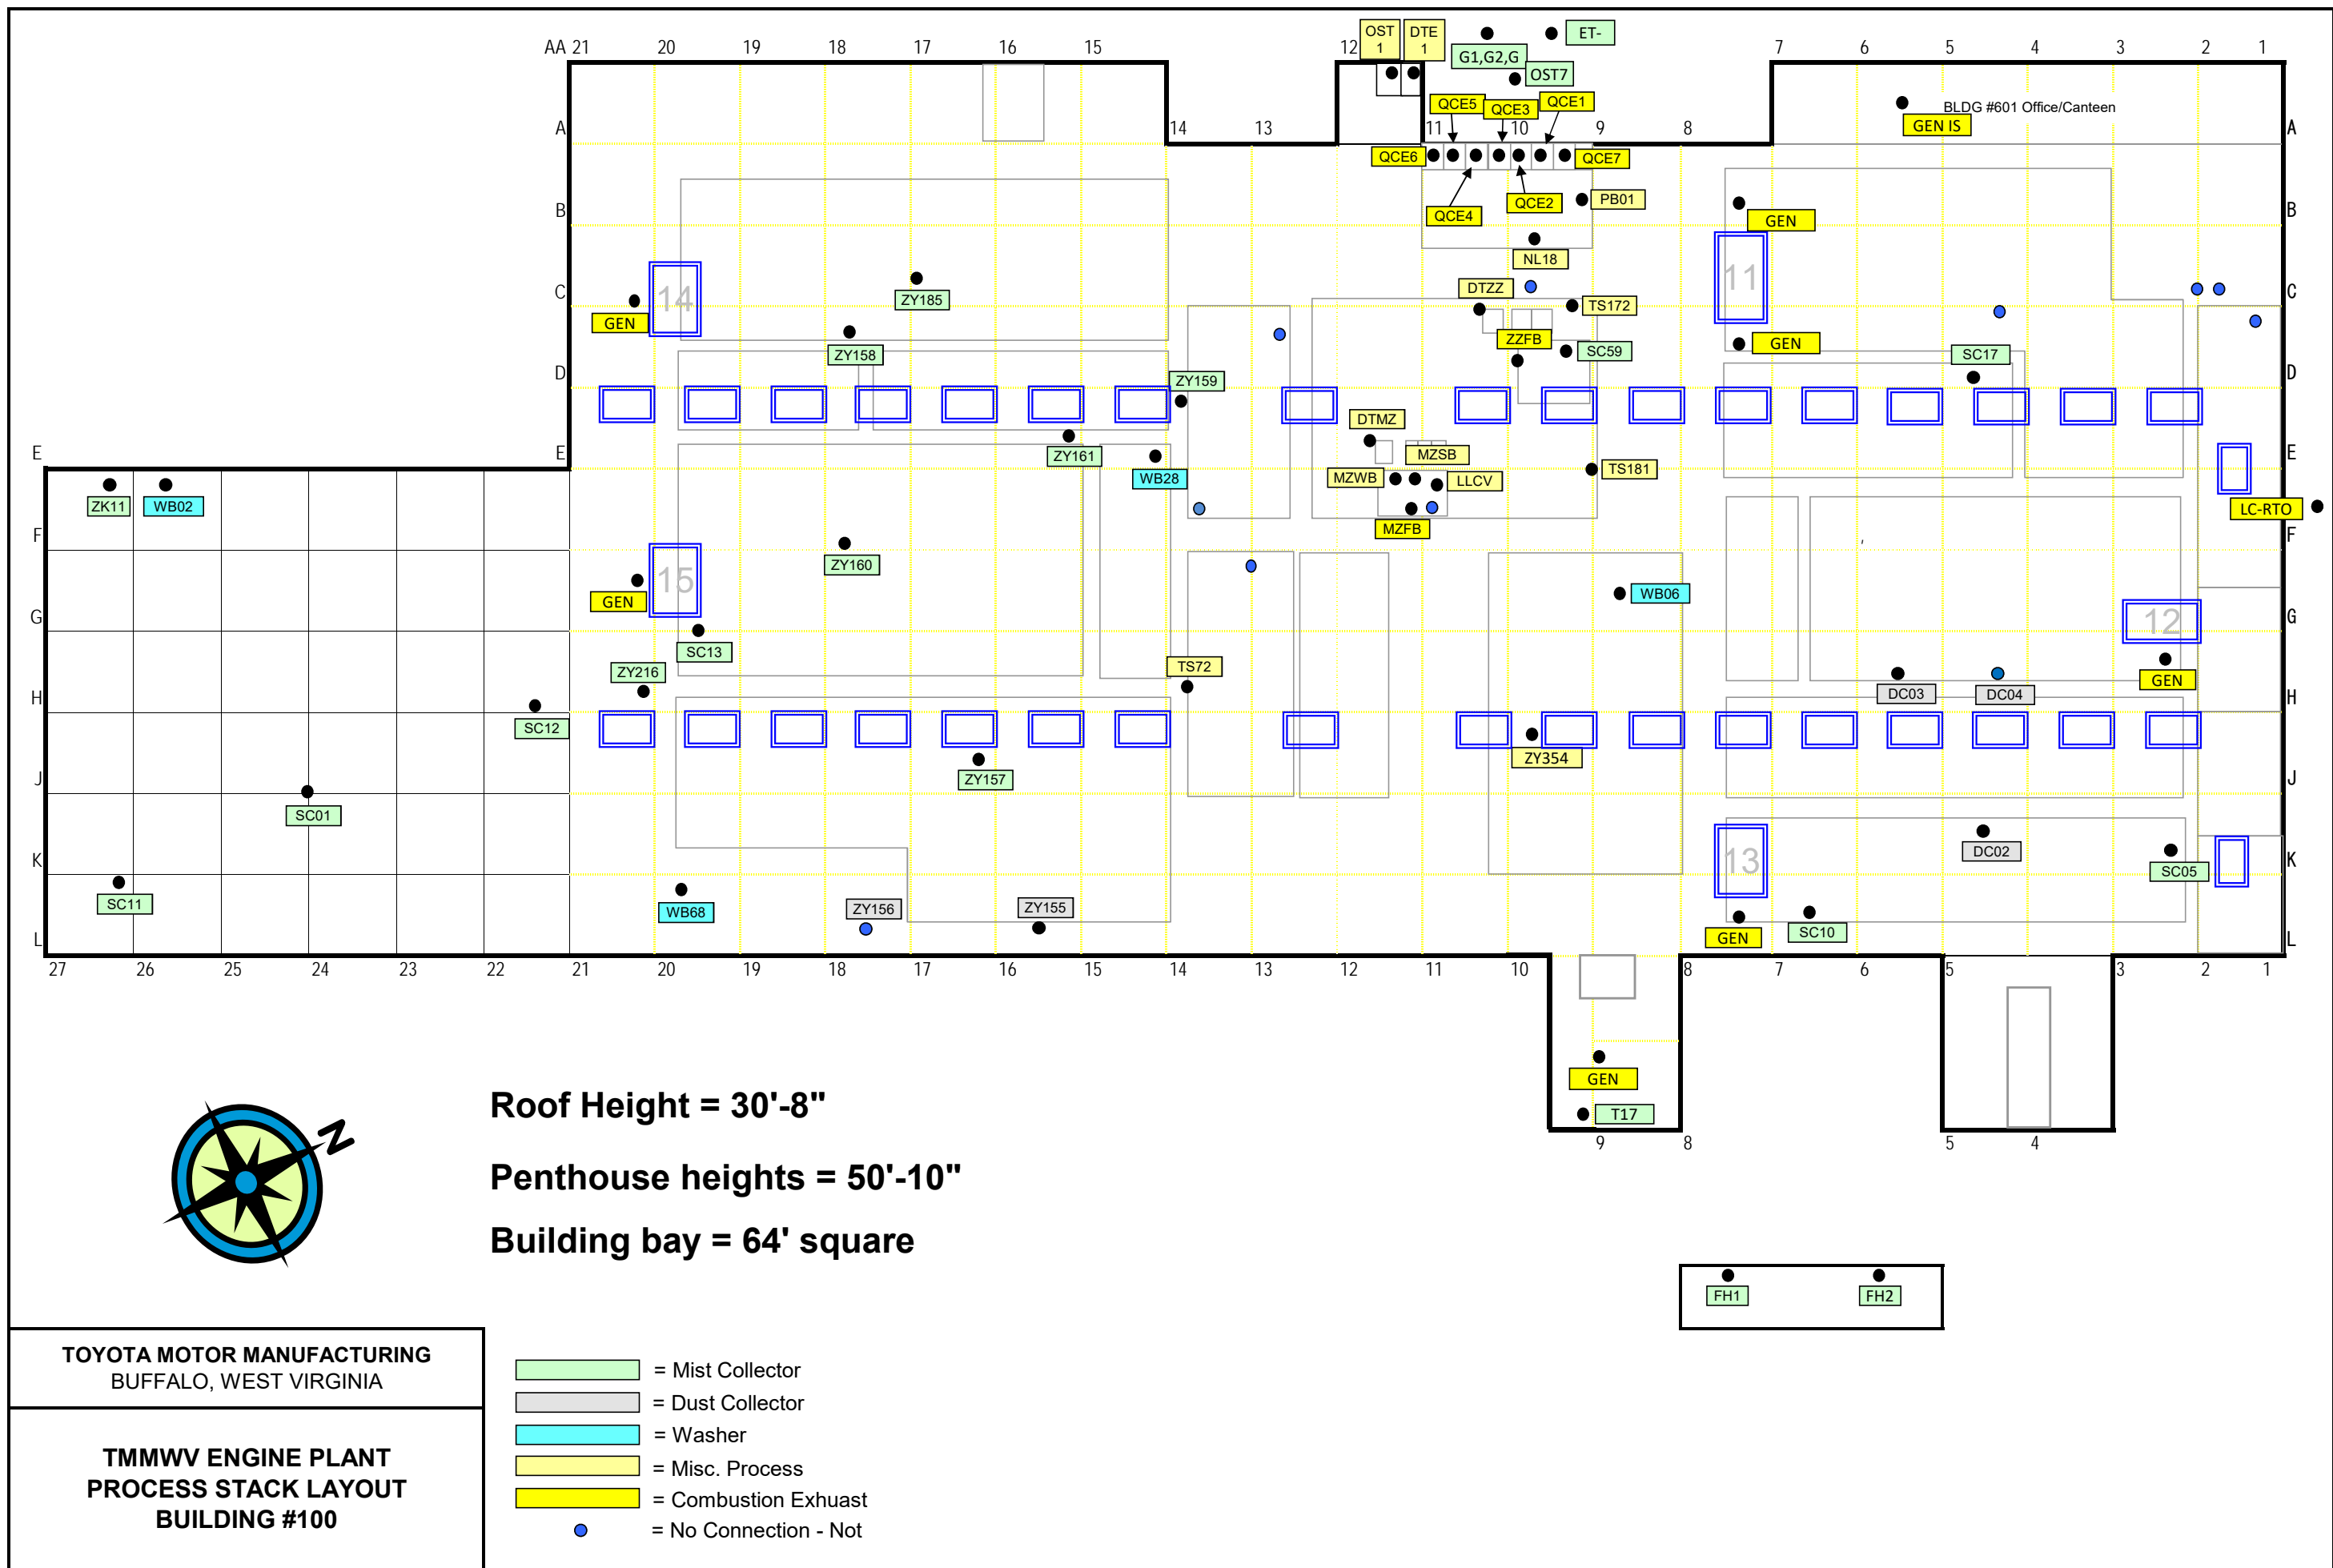 AA 21 20 19 18 17 16 15 12 7 6 5 4 3 2 1
OST
1
DTE
1
G1,G2,G
ET-
OST7
QCE5 QCE3 QCE1
BLDG #601 Office/Canteen
GEN IS
A 14 13 11 10 9 8 A
QCE6 QCE7
QCE4 QCE2 PB01
B GEN B
NL18
14 11
C ZY185 DTZZ TS172 C
GEN ZZFB GEN
ZY158 SC59 SC17
D ZY159 D
DTMZ
E E ZY161 MZSB E
WB28 MZWB LLCV TS181
ZK11 WB02 LC-RTO
F MZFB F
ZY160
15
GEN WB06
G 12 G
SC13
ZY216 TS72 GEN
H DC03 DC04 H
SC12
ZY354
J ZY157 J
SC01
13
K DC02 K
SC05
SC11 WB68 ZY156 ZY155
L GEN SC10 L
27 26 25 24 23 22 21 20 19 18 17 16 15 14 13 12 11 10 8 7 6 5 3 2 1
GEN
T17
9 8 5 4
N
Roof Height = 30'-8"
Penthouse heights = 50'-10"
Building bay = 64' square
FH1 FH2
TOYOTA MOTOR MANUFACTURING
BUFFALO, WEST VIRGINIA
TMMWV ENGINE PLANT
PROCESS STACK LAYOUT
BUILDING #100
= Mist Collector
= Dust Collector
= Washer
= Misc. Process
= Combustion Exhuast
= No Connection - Not